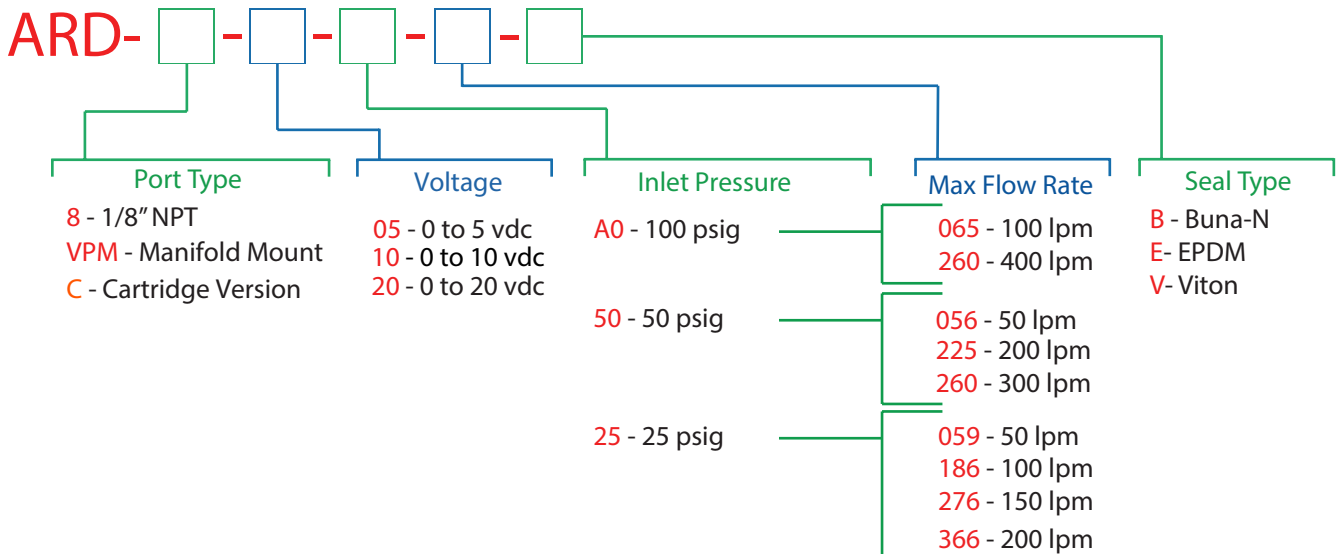 ARD- - - - -
Port Type
8 - 1/8” NPT
VPM - Manifold Mount
C - Cartridge Version
Voltage
05 - 0 to 5 vdc
10 - 0 to 10 vdc
20 - 0 to 20 vdc
Inlet Pressure
A0 - 100 psig
50 - 50 psig
25 - 25 psig
Max Flow Rate
065 - 100 lpm
260 - 400 lpm
056 - 50 lpm
225 - 200 lpm
260 - 300 lpm
059 - 50 lpm
186 - 100 lpm
276 - 150 lpm
366 - 200 lpm
Seal Type
B - Buna-N
E- EPDM
V- Viton